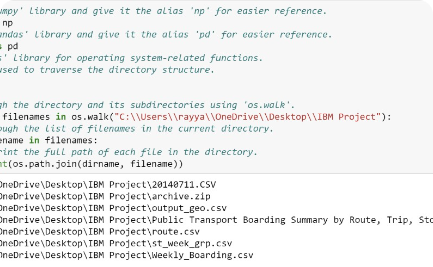 umpy' library and give it the alias 'np' for easier reference.
np
andas' library and give it the alias 'pd' for easier reference.
s pd
s' library for operating system-related functions.
used to traverse the directory structure.
gh the directory and its subdirectories using 'os.walk'.
filenames in os.walk("C:\\Users\\rayya\\OneDrive\\Desktop\\IBM Project"):
ough the list of filenames in the current directory.
ename in filenames:
rint the full path of each file in the directory.
nt(os.path.join(dirname, filename))
OneDrive\Desktop\IBM Project\20140711.CSV
OneDrive\Desktop\IBM Project\archive.zip
OneDrive\Desktop\IBM Project\output_geo.csv
OneDrive\Desktop\IBM Project\Public Transport Boarding Summary by Route, Trip, Sto
OneDrive\Desktop\IBM Project\route.csv
OneDrive\Desktop\IBM Project\st_week_grp.csv
OneDrive\Desktop\IBM Project\Weekly_Boarding.csv